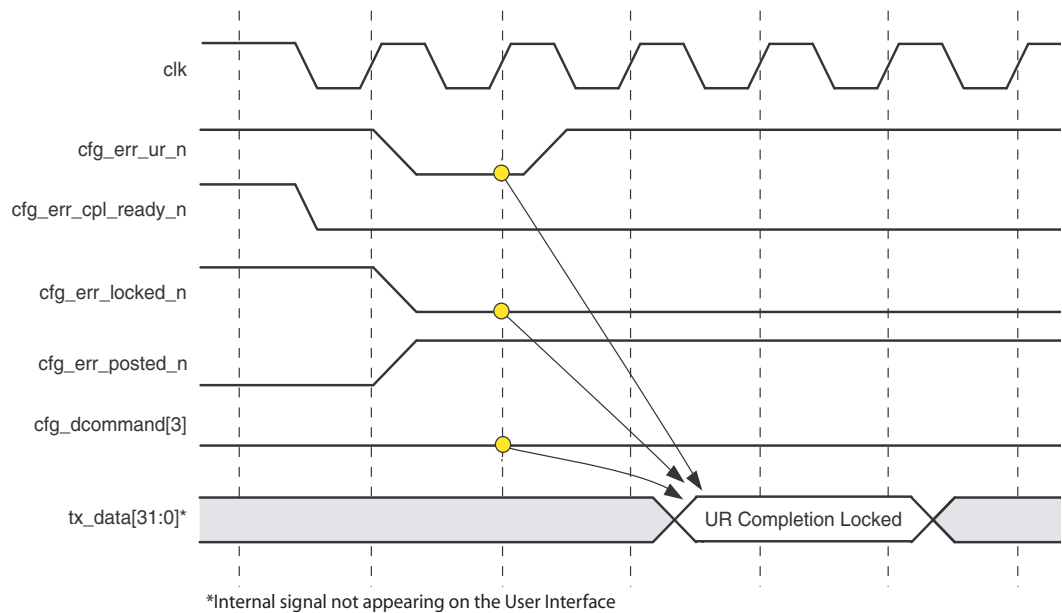 clk
cfg_err_ur_n
cfg_err_cpl_ready_n
cfg_err_locked_n
cfg_err_posted_n
cfg_dcommand[3]
tx_data[31:0]*
UR Completion Locked
*Internal signal not appearing on the User Interface